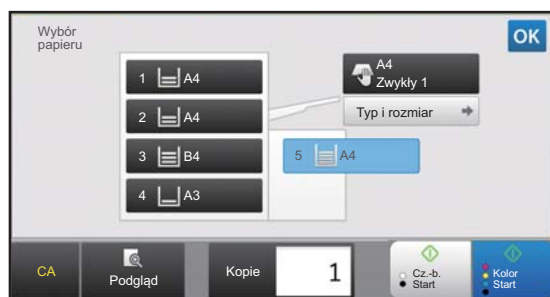 Wybór
papieru
OK
1 A4
2 A4
3 B4
4 A3
5 A4
A4
Zwykły 1
Typ i rozmiar
CA
Podgląd
Kopie
1
Cz.-b.
Start
Kolor
Start